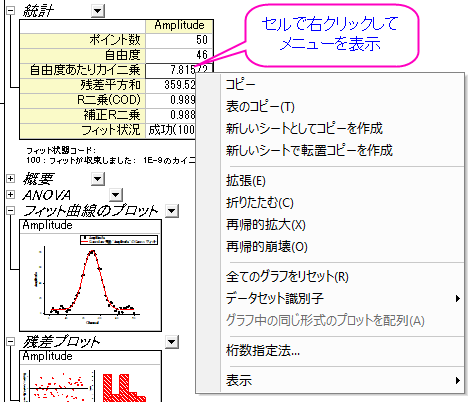 統計
セルで右クリックして
メニューを表示
Amplitude
ポイント数 50
自由度 46
自由度あたりカイ二乗 7.81572
残差平方和 359.52
R二乗(COD) 0.989
補正R二乗 0.988
フィット状況 成功(100
フィット状態コード:
100 : フィットが収束しました: 1E-9のカイニ
概要
ANOVA
フィット曲線のプロット
Amplitude
残差プロット
Amplitude
コピー
表のコピー(T)
新しいシートとしてコピーを作成
新しいシートで転置コピーを作成
拡張(E)
折りたたむ(C)
再帰的拡大(X)
再帰的崩壊(O)
全てのグラフをリセット(R)
データセット識別子
グラフ中の同じ形式のプロットを配列(A)
桁数指定法...
表示